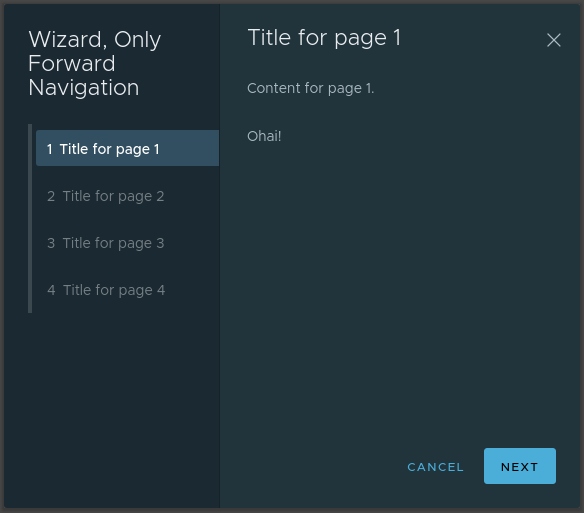 Wizard, Only
Forward
Navigation
1 Title for page 1
2 Title for page 2
3 Title for page 3
4 Title for page 4
Title for page 1
Content for page 1.
Ohai!
CANCEL
NEXT